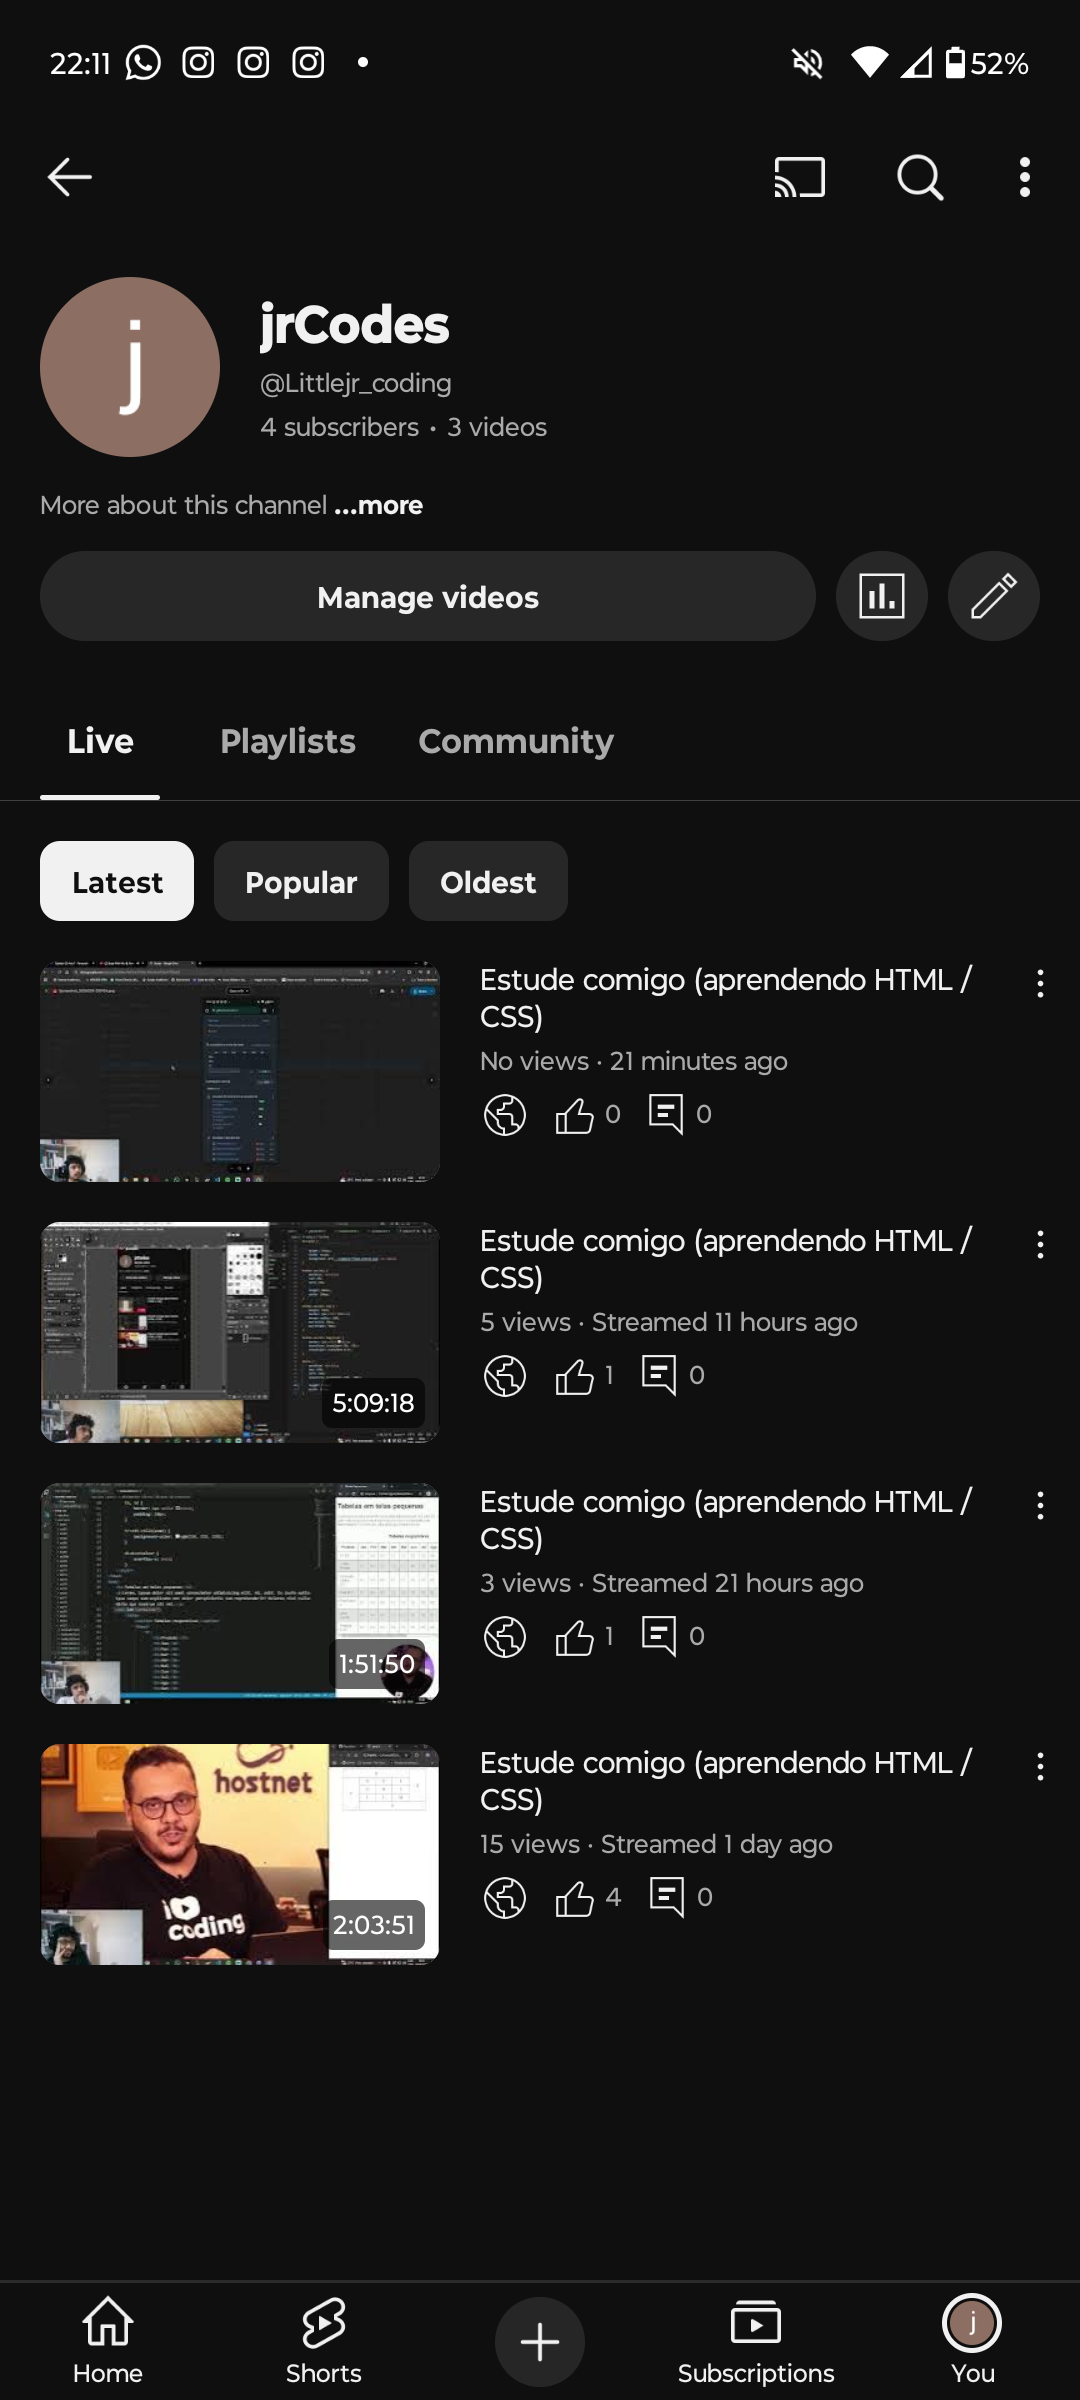 22:11
52%
j
jrCodes
@Littlejr_coding
4 subscribers · 3 videos
More about this channel ...more
Manage videos
Live Playlists Community
Latest Popular Oldest
Estude comigo (aprendendo HTML /
CSS)
No views · 21 minutes ago
0 0
Estude comigo (aprendendo HTML /
CSS)
5 views · Streamed 11 hours ago
1 0
5:09:18
Estude comigo (aprendendo HTML /
CSS)
3 views · Streamed 21 hours ago
1 0
Tabelas em telas pequenas
1:51:50
Estude comigo (aprendendo HTML /
CSS)
15 views · Streamed 1 day ago
4 0
hostnet
i
coding
2:03:51
Home Shorts Subscriptions You
j